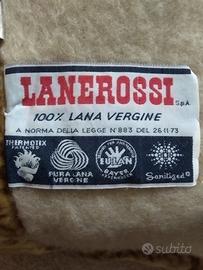 LANEROSSI S.p.A.
100% LANA VERGINE
A NORMA DELLA LEGGE N°883 DEL 26-11-73
THERMOTEX
PATENTED
PURA LANA
VERGINE
EULAN
BAYER
Sanitized
subito